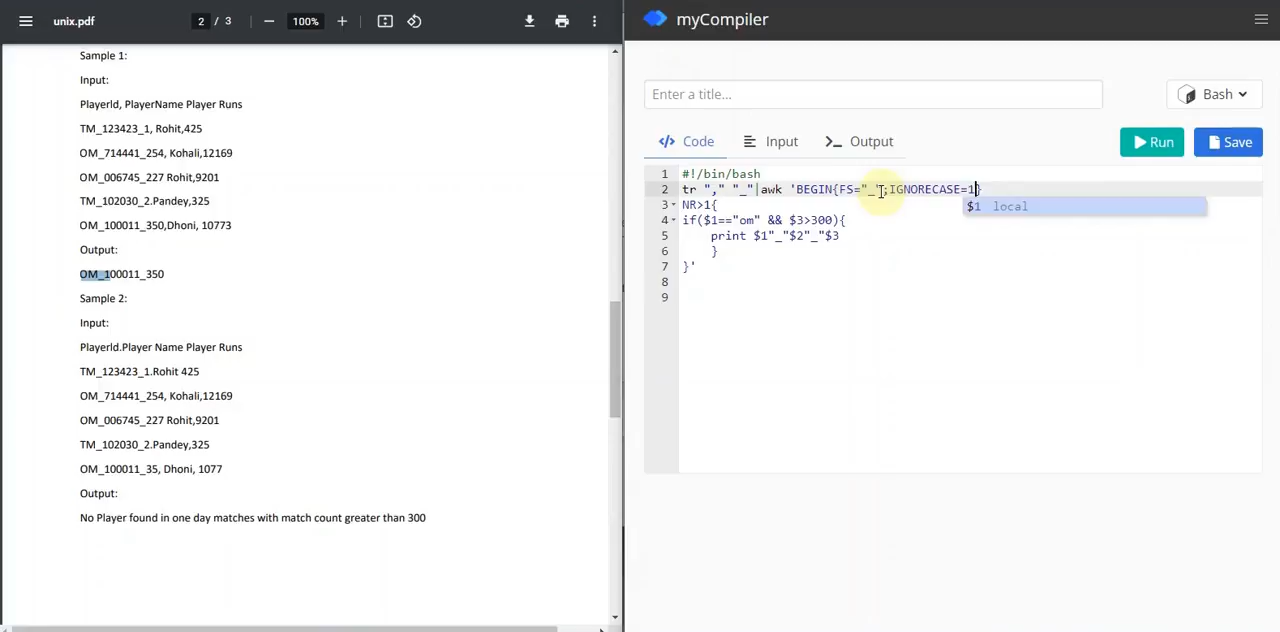 unix.pdf
2 / 3
100%
Sample 1:
Input:
PlayerId, PlayerName Player Runs
TM_123423_1, Rohit,425
OM_714441_254, Kohali,12169
OM_006745_227 Rohit,9201
TM_102030_2.Pandey,325
OM_100011_350,Dhoni, 10773
Output:
OM_100011_350
Sample 2:
Input:
PlayerId.Player Name Player Runs
TM_123423_1.Rohit 425
OM_714441_254, Kohali,12169
OM_006745_227 Rohit,9201
TM_102030_2.Pandey,325
OM_100011_35, Dhoni, 1077
Output:
No Player found in one day matches with match count greater than 300
myCompiler
Enter a title...
Bash
Code
Input
Output
Run
Save
1 #!/bin/bash
2 tr "," "_"|awk 'BEGIN{FS="_";IGNORECASE=1}
$1 local
3 NR>1{
4 if($1=="om" && $3>300){
5 print $1"_"$2"_"$3
6 }
7 }'
8
9